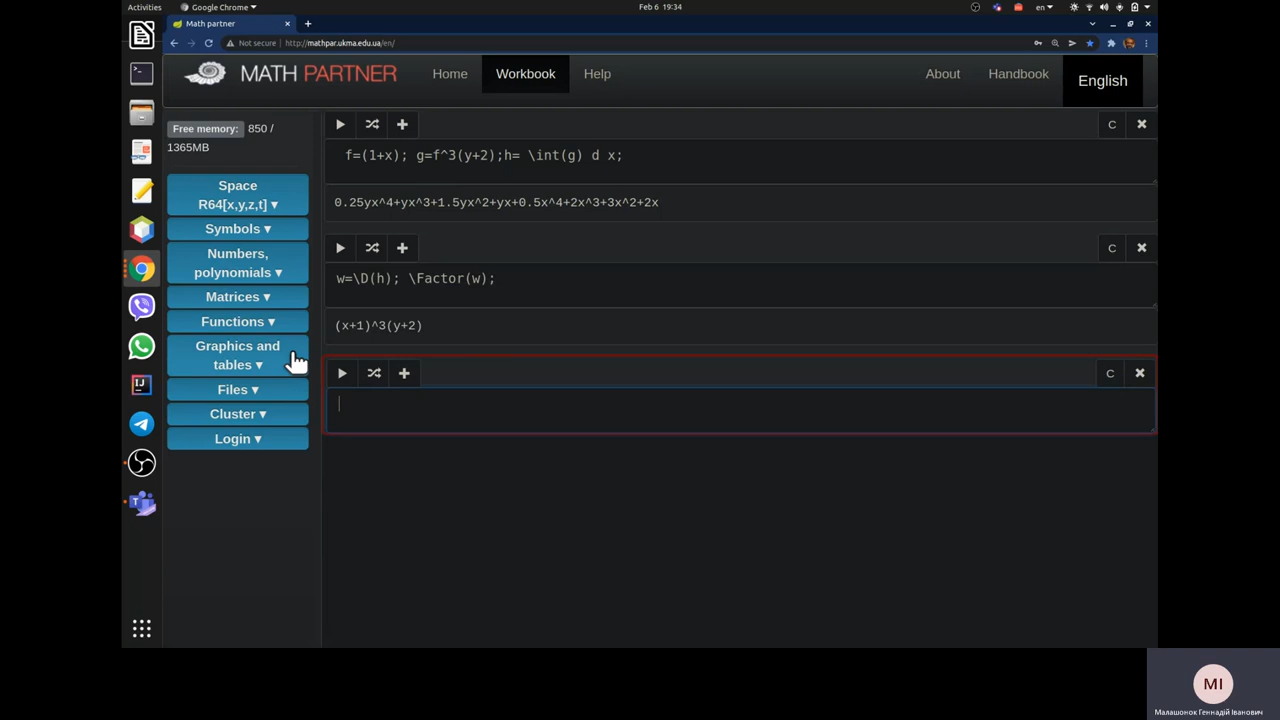 Activities
Google Chrome ▾
Feb 6 19:34
en ▾
Math partner
Not secure
http://mathpar.ukma.edu.ua/en/
MATH PARTNER
Home
Workbook
Help
About
Handbook
English
Free memory: 850 /
1365MB
Space
R64[x,y,z,t] ▾
Symbols ▾
Numbers,
polynomials ▾
Matrices ▾
Functions ▾
Graphics and
tables ▾
Files ▾
Cluster ▾
Login ▾
C
f=(1+x); g=f^3(y+2);h= \int(g) d x;
0.25yx^4+yx^3+1.5yx^2+yx+0.5x^4+2x^3+3x^2+2x
C
w=\D(h); \Factor(w);
(x+1)^3(y+2)
C
MI
Малашонок Геннадій Іванович